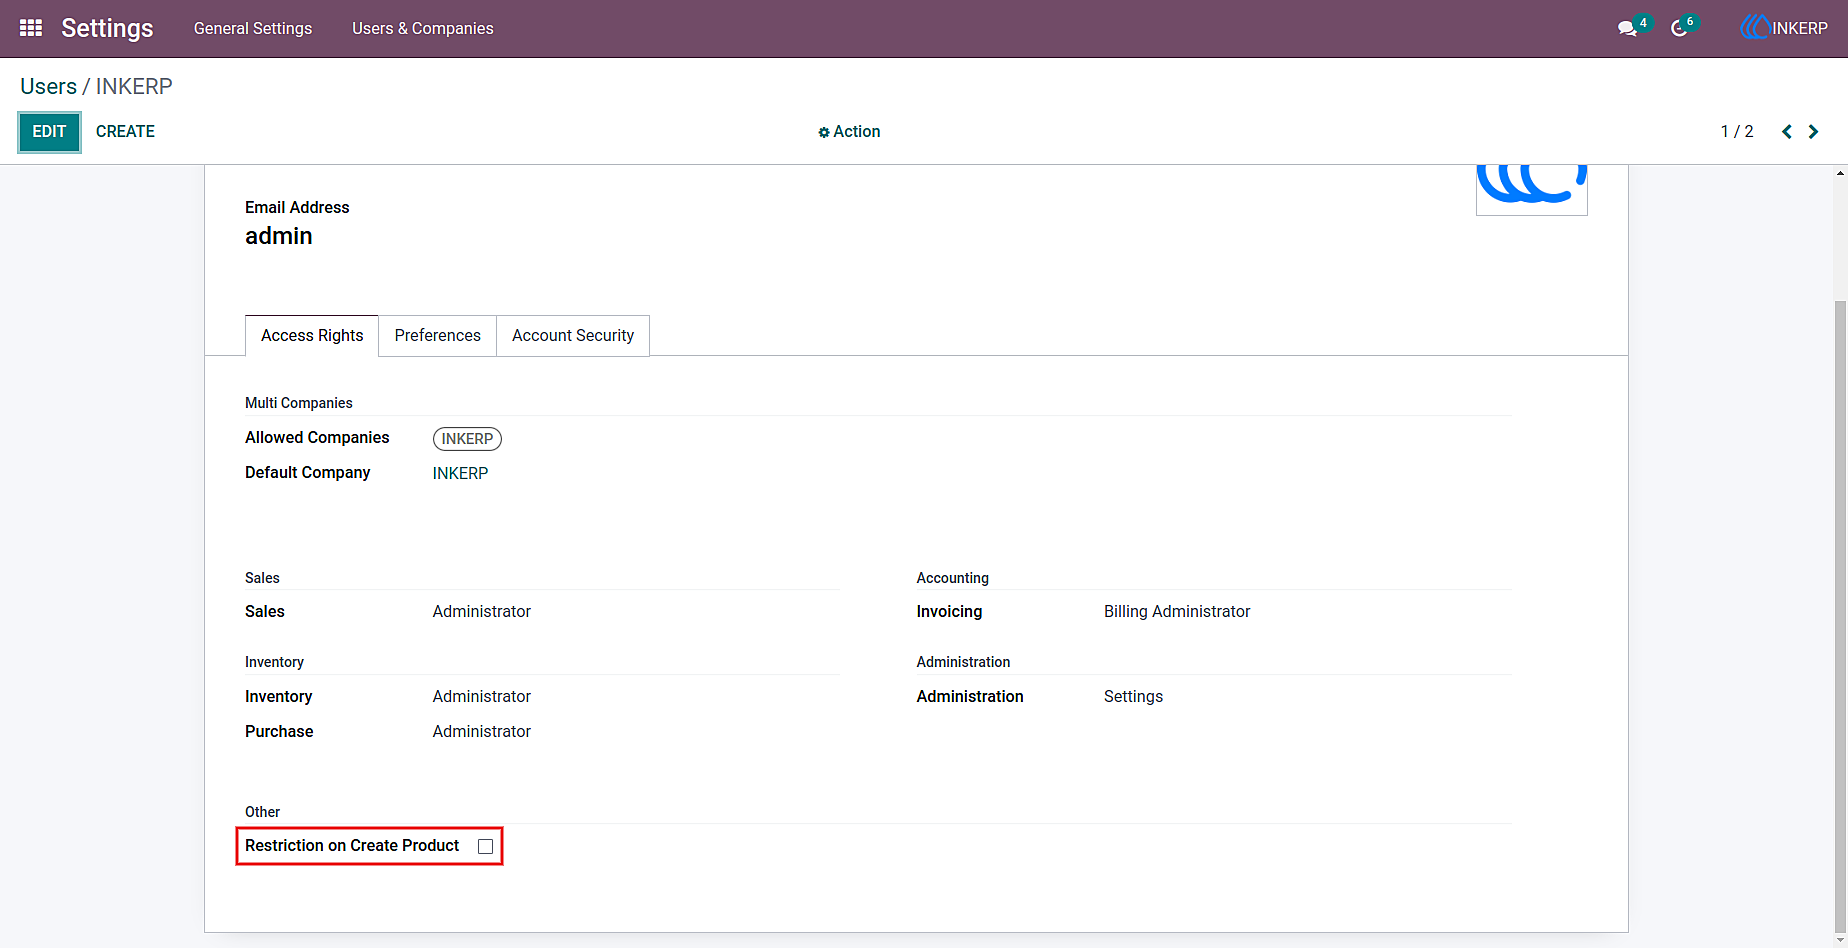 Settings General Settings Users & Companies 4 6 INKERP
Users / INKERP
EDIT CREATE Action 1 / 2
Email Address
admin
Access Rights Preferences Account Security
Multi Companies
Allowed Companies INKERP
Default Company INKERP
Sales Accounting
Sales Administrator Invoicing Billing Administrator
Inventory Administration
Inventory Administrator Administration Settings
Purchase Administrator
Other
Restriction on Create Product